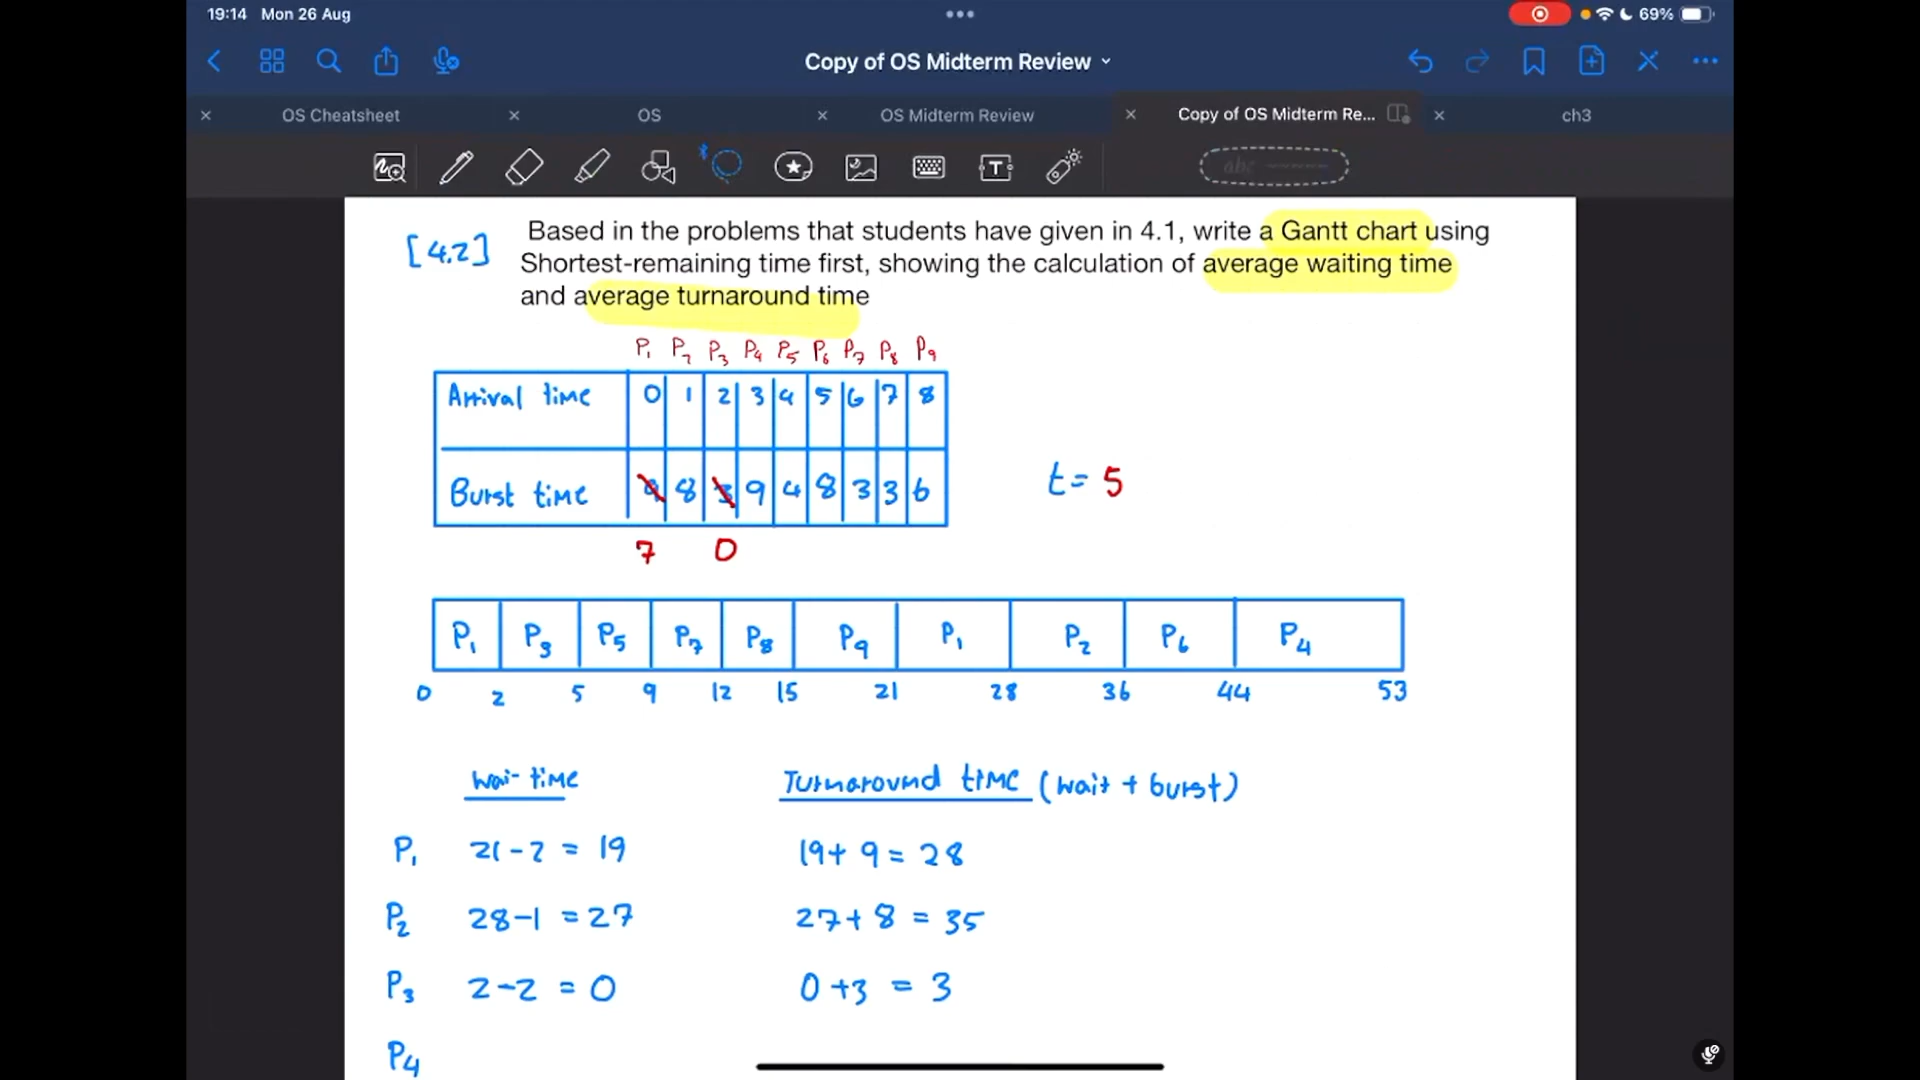 19:14 Mon 26 Aug 69%
Copy of OS Midterm Review
OS Cheatsheet OS OS Midterm Review Copy of OS Midterm Re... ch3
abc
[4.2] Based in the problems that students have given in 4.1, write a Gantt chart using
Shortest-remaining time first, showing the calculation of average waiting time
and average turnaround time
P1 P2 P3 P4 P5 P6 P7 P8 P9
Arrival time 0 1 2 3 4 5 6 7 8
Burst time 9 8 3 9 4 8 3 3 6
t = 5
7 0
P1 P3 P5 P7 P8 P9 P1 P2 P6 P4
0 2 5 9 12 15 21 28 36 44 53
wai- time Turnaround time (wait + burst)
P1 21-2 = 19 19+ 9 = 28
P2 28-1 = 27 27+ 8 = 35
P3 2-2 = 0 0 +3 = 3
P4